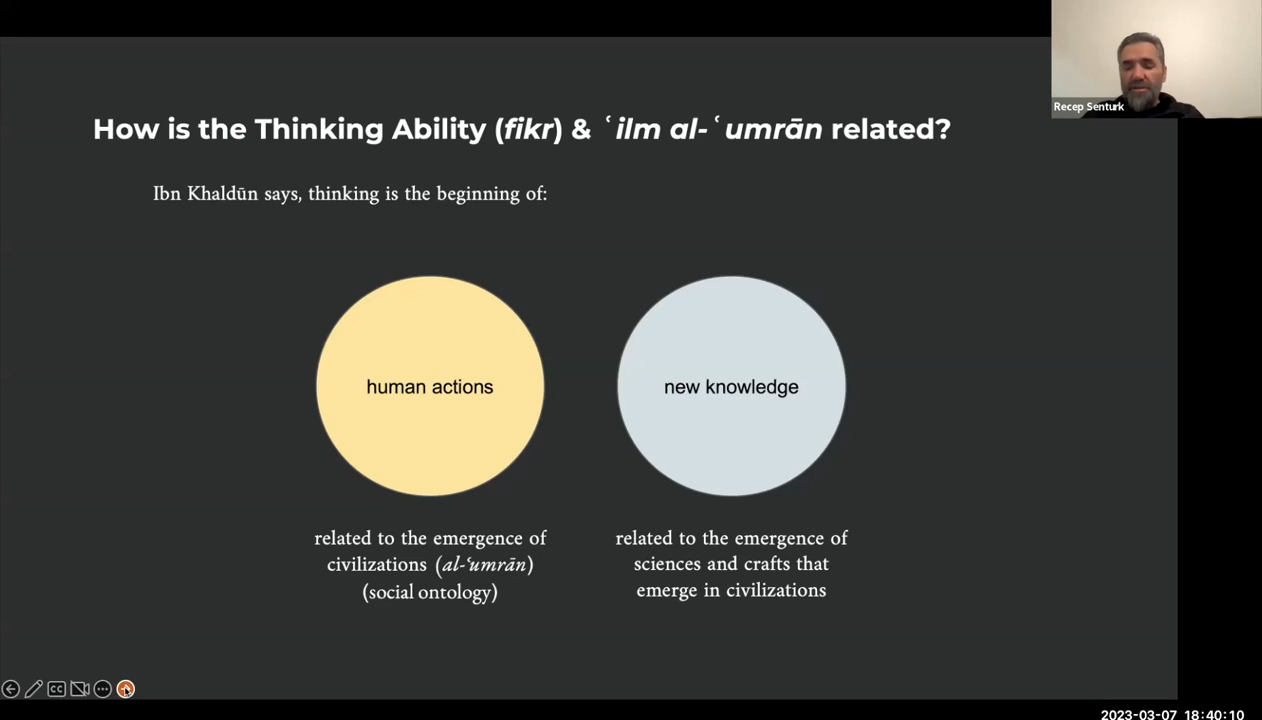 Recep Senturk
How is the Thinking Ability (fikr) & ʿilm al-ʿumrān related?
Ibn Khaldūn says, thinking is the beginning of:
human actions
new knowledge
related to the emergence of
civilizations (al-ʿumrān)
(social ontology)
related to the emergence of
sciences and crafts that
emerge in civilizations
CC
2023-03-07 18:40:10